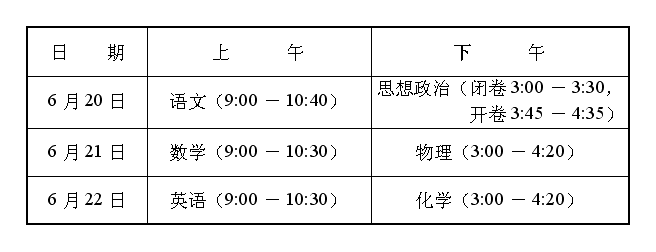 日 期 上 午 下 午
6 月 20 日 语文（9:00 － 10:40） 思想政治（闭卷 3:00 － 3:30，
开卷 3:45 － 4:35）
6 月 21 日 数学（9:00 － 10:30） 物理（3:00 － 4:20）
6 月 22 日 英语（9:00 － 10:30） 化学（3:00 － 4:20）